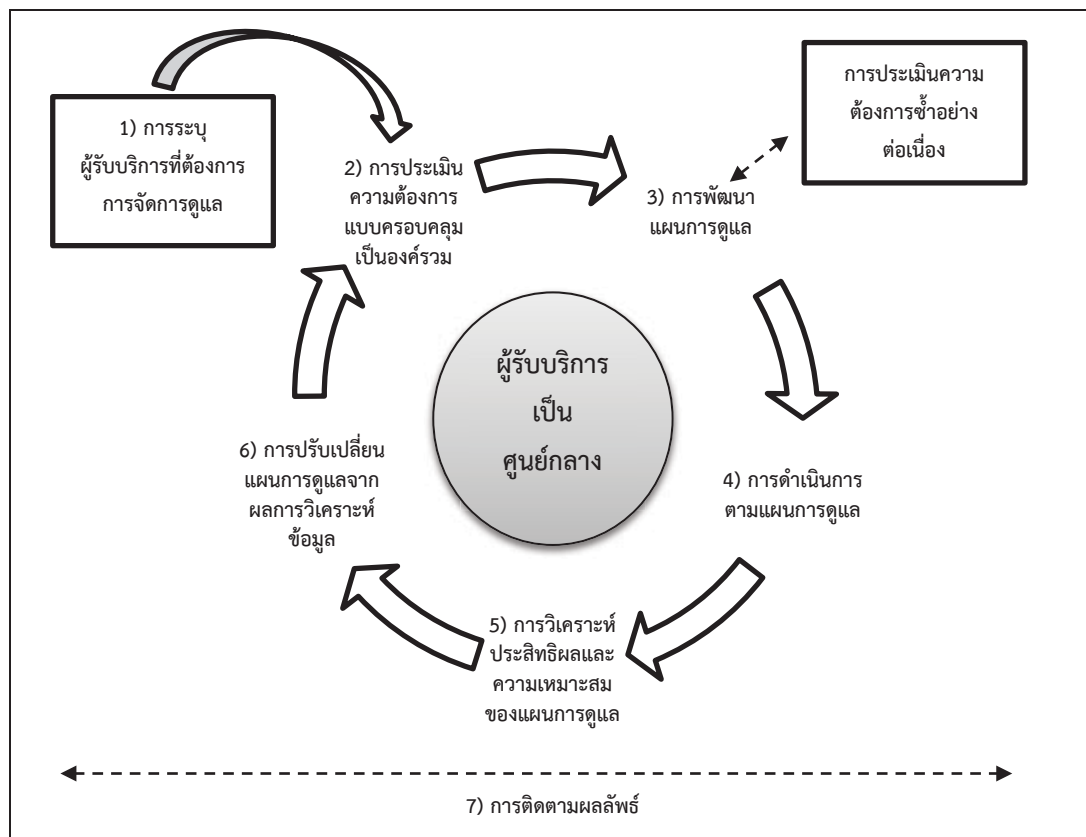 1) การระบุ
ผู้รับบริการที่ต้องการ
การจัดการดูแล
2) การประเมิน
ความต้องการ
แบบครอบคลุม
เป็นองค์รวม
3) การพัฒนา
แผนการดูแล
การประเมินความ
ต้องการซ้ำอย่าง
ต่อเนื่อง
ผู้รับบริการ
เป็น
ศูนย์กลาง
4) การดำเนินการ
ตามแผนการดูแล
5) การวิเคราะห์
ประสิทธิผลและ
ความเหมาะสม
ของแผนการดูแล
6) การปรับเปลี่ยน
แผนการดูแลจาก
ผลการวิเคราะห์
ข้อมูล
7) การติดตามผลลัพธ์